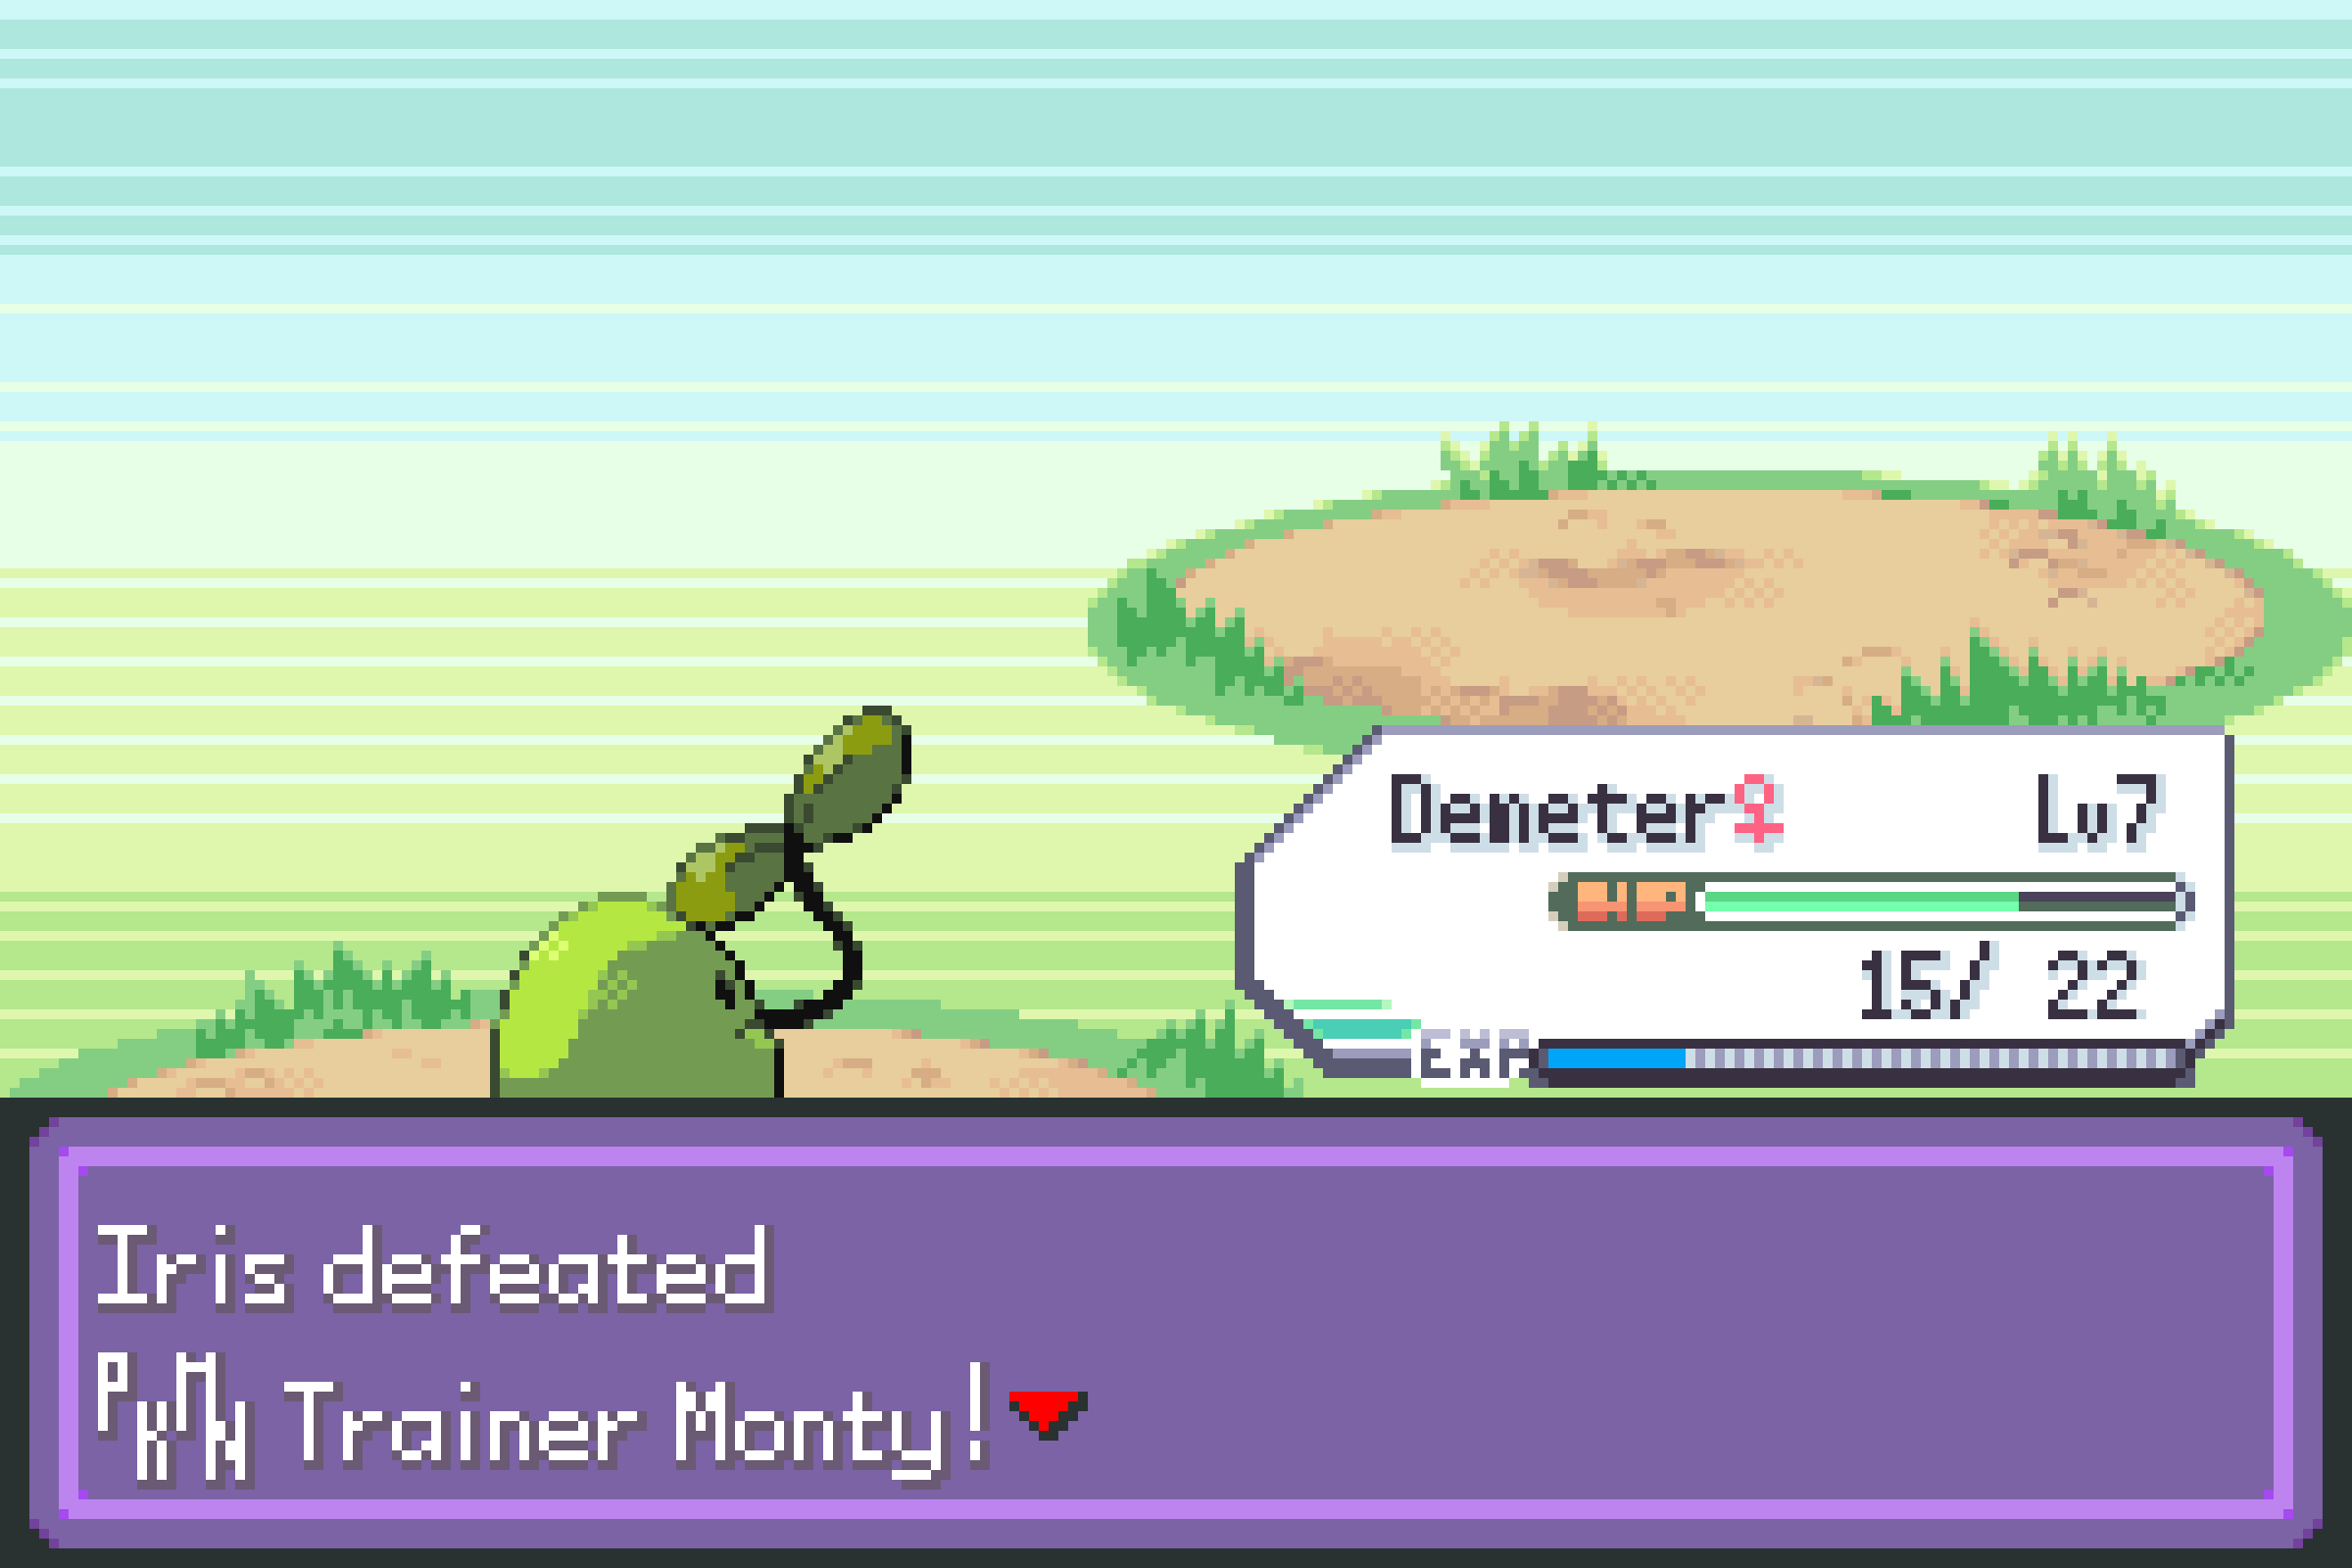 Demeter♀ Lv7
HP
15/ 22
EXP
Iris defeated
PKMN Trainer Monty!